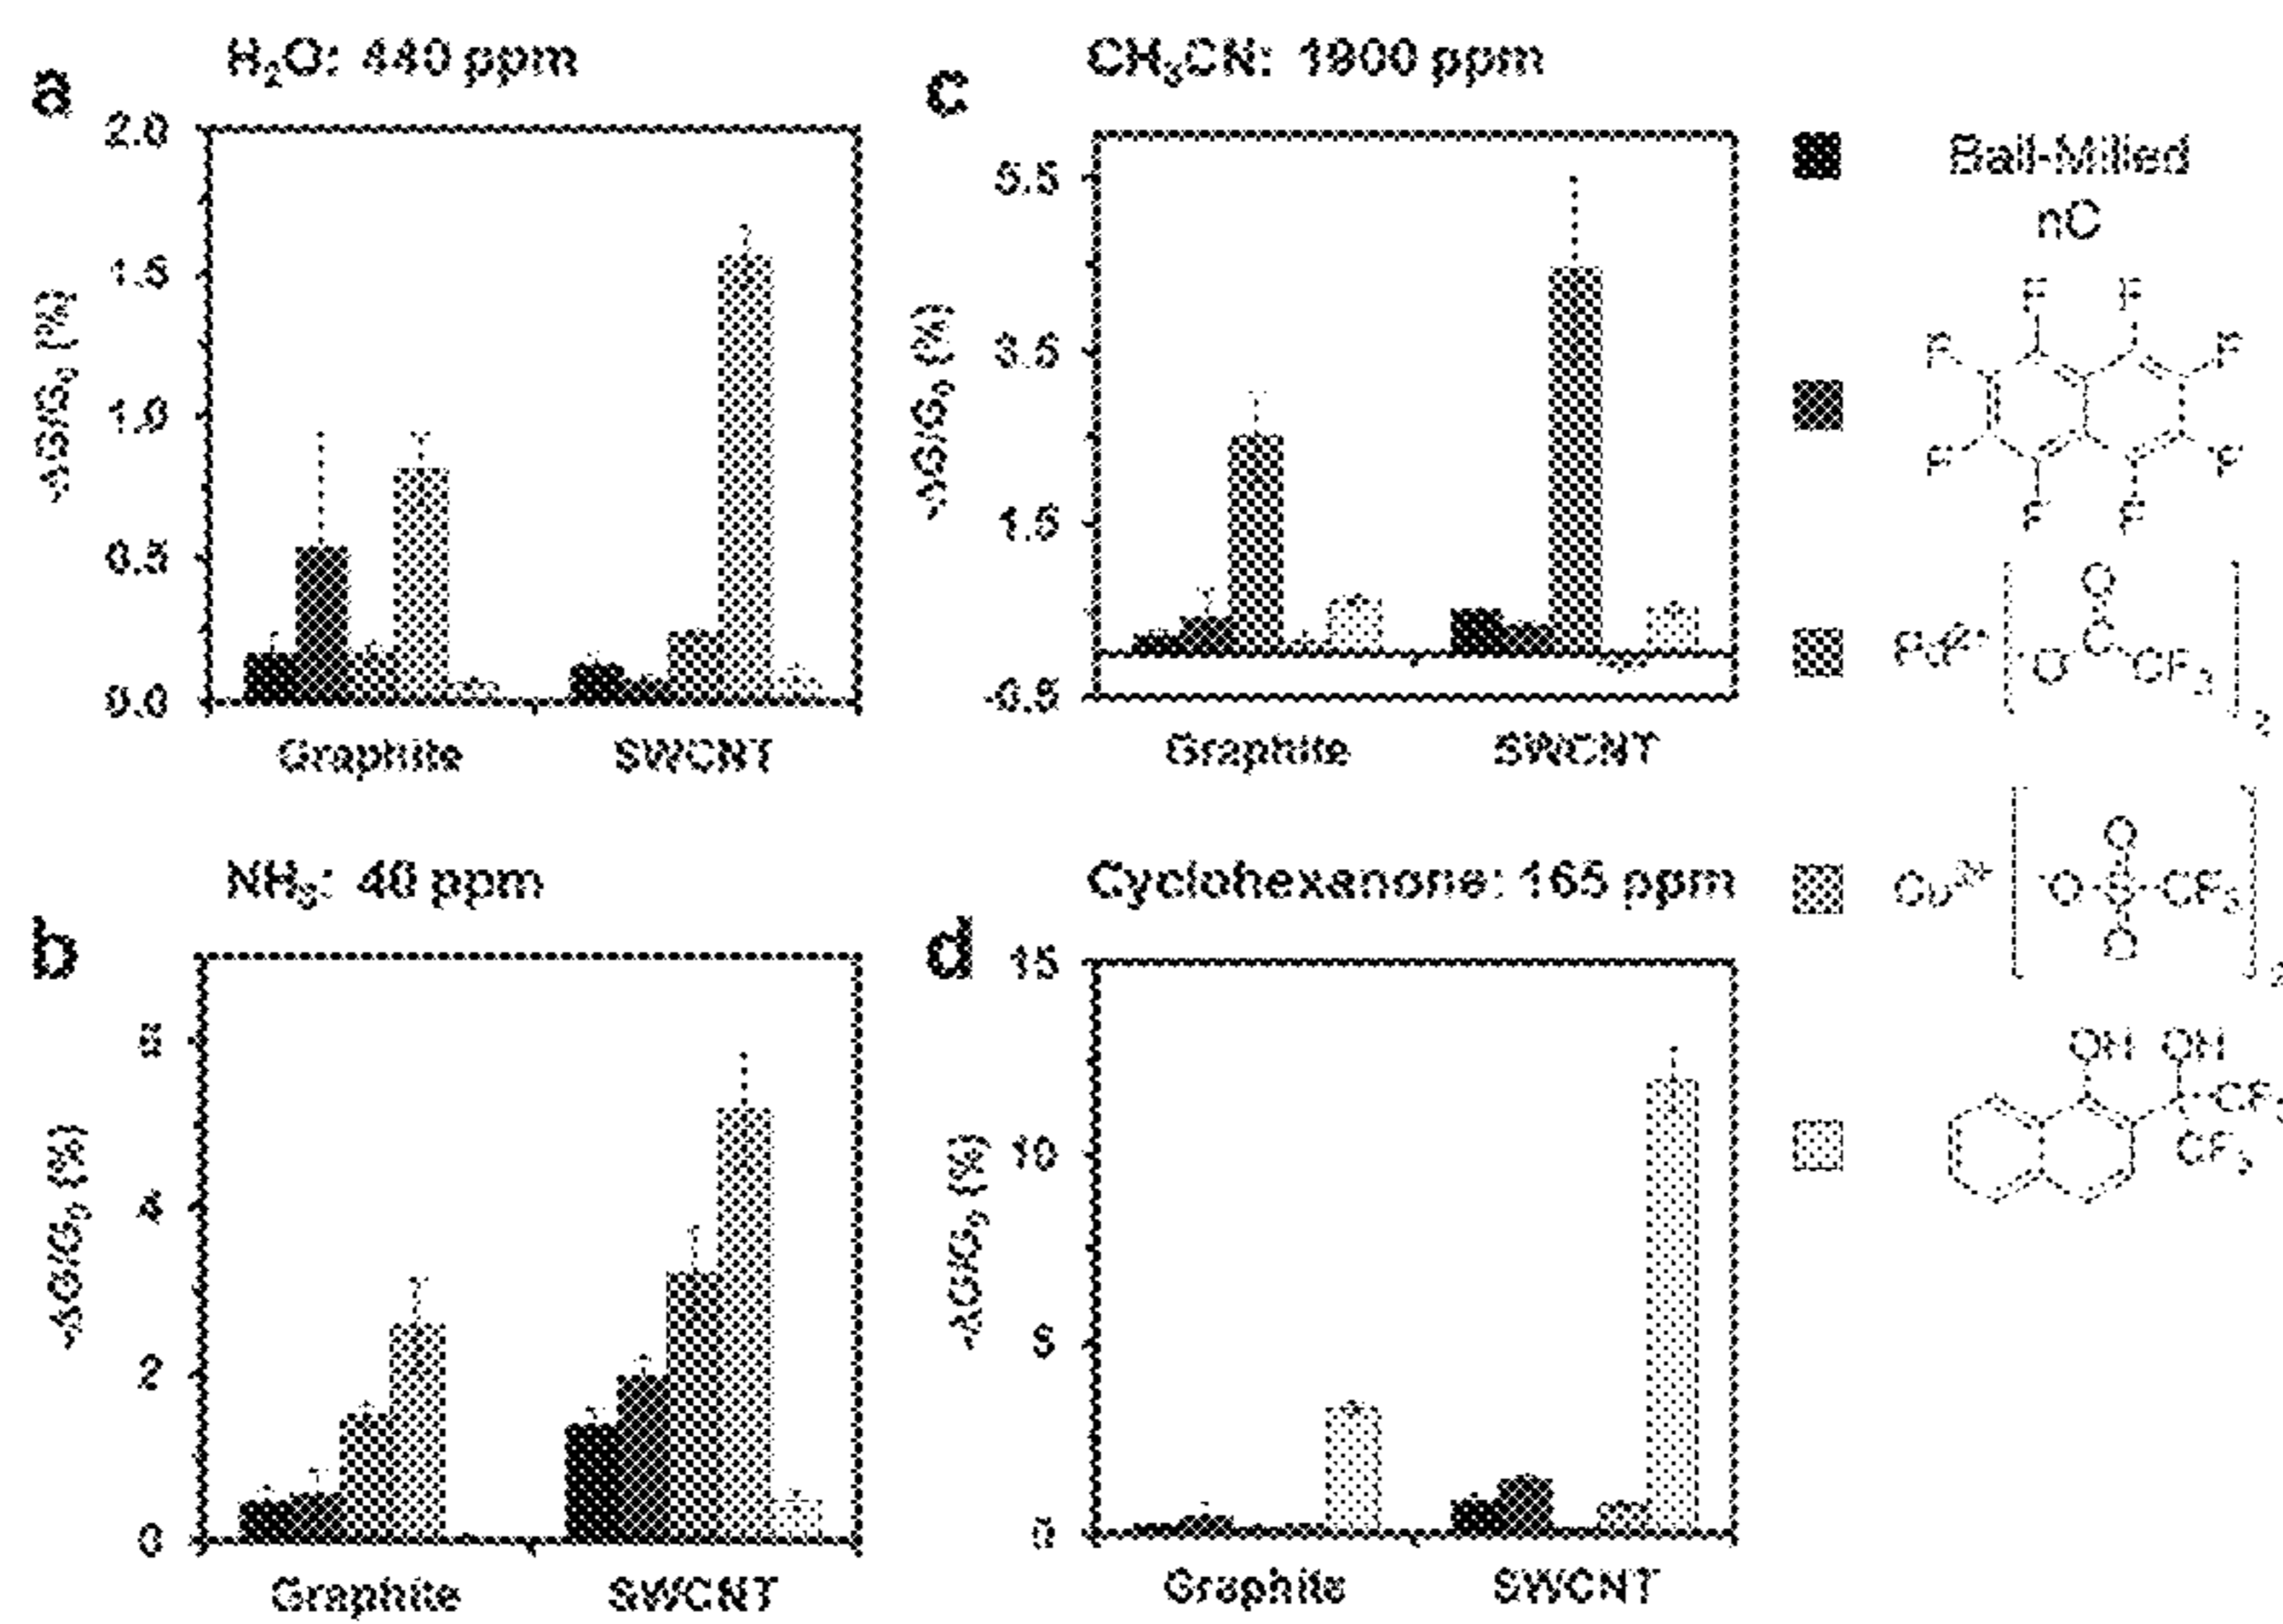 a
H₂O: 440 ppm
2.0
1.5
1.0
0.5
0.0
-ΔG/G₀ (%)
Graphite SWCNT
c
CH₃CN: 1900 ppm
5.5
3.5
1.5
-0.5
-ΔG/G₀ (%)
Graphite SWCNT
b
NH₃: 40 ppm
4
2
0
-ΔG/G₀ (%)
Graphite SWCNT
d
Cyclohexanone: 165 ppm
15
10
5
0
-ΔG/G₀ (%)
Graphite SWCNT
Ball-Milled
nC
F F
F F
F F
F F
Pd²⁺
O
-O C CF₃
2
Cu²⁺
O
-O S CF₃
O
2
OH OH
CF₃
CF₃